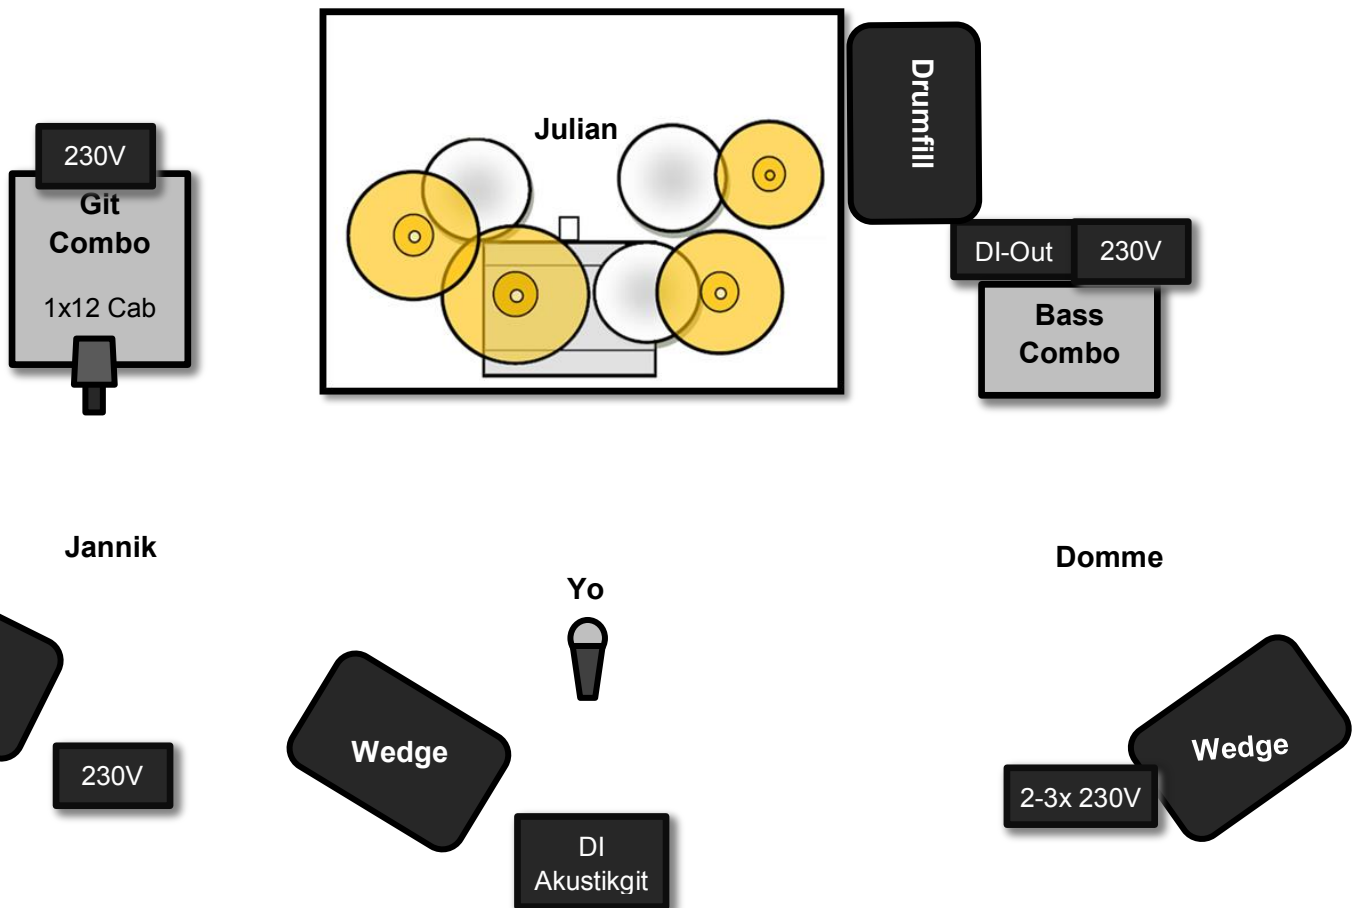 Drumfill
Julian
230V
Git
Combo
1x12 Cab
DI-Out
230V
Bass
Combo
Jannik
Domme
Yo
Wedge
Wedge
230V
2-3x 230V
DI
Akustikgit